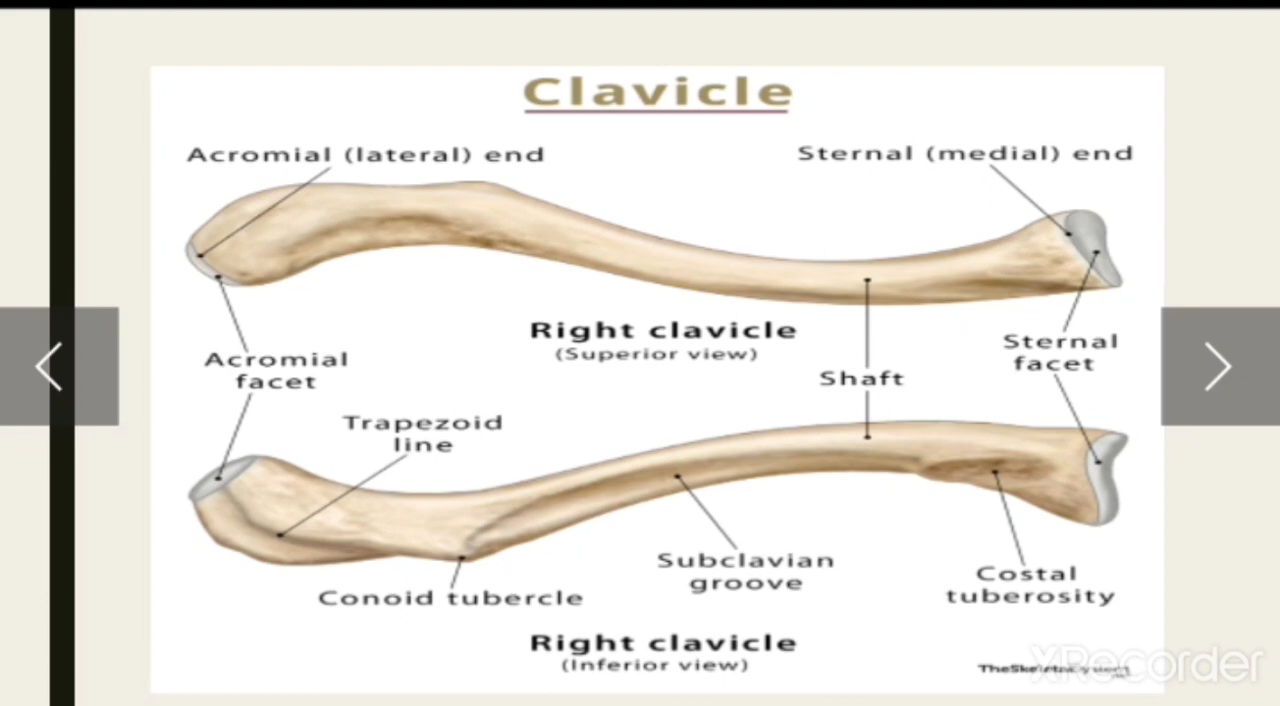 Clavicle
Acromial (lateral) end
Sternal (medial) end
Right clavicle
(Superior view)
Acromial
facet
Shaft
Sternal
facet
Trapezoid
line
Subclavian
groove
Costal
tuberosity
Conoid tubercle
Right clavicle
(Inferior view)
XRecorder